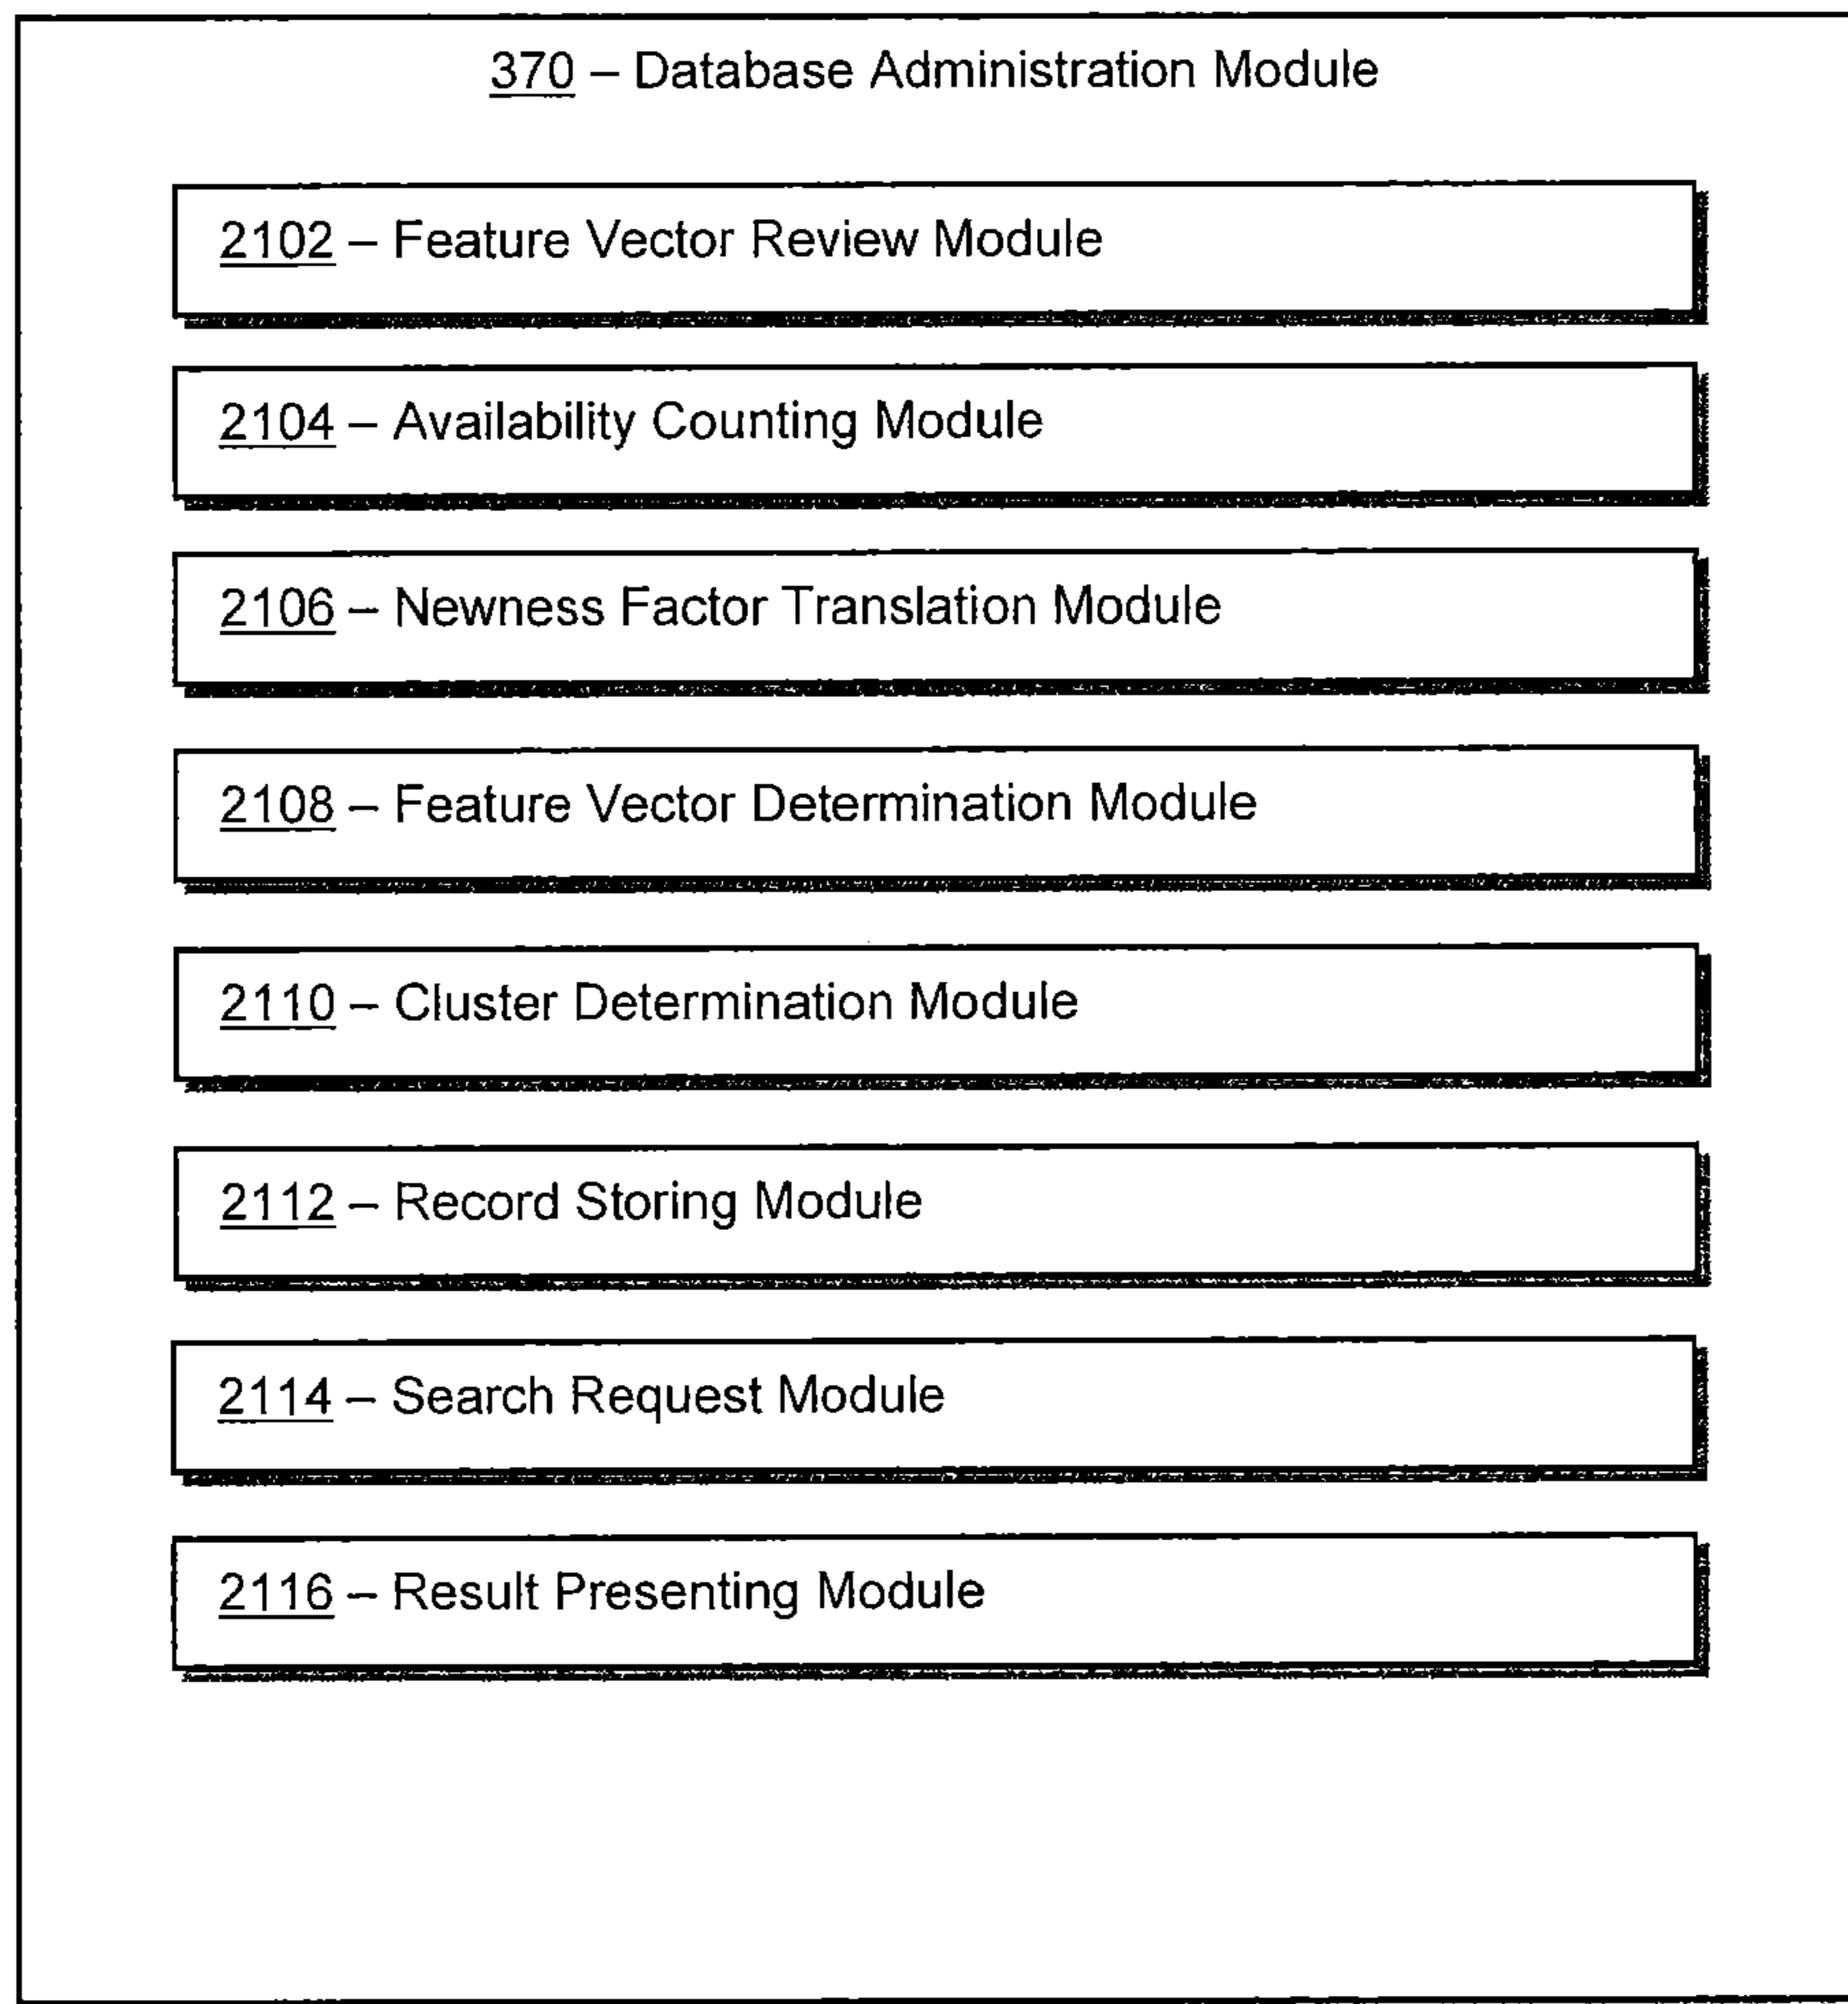 370 – Database Administration Module
2102 – Feature Vector Review Module
2104 – Availability Counting Module
2106 – Newness Factor Translation Module
2108 – Feature Vector Determination Module
2110 – Cluster Determination Module
2112 – Record Storing Module
2114 – Search Request Module
2116 – Result Presenting Module